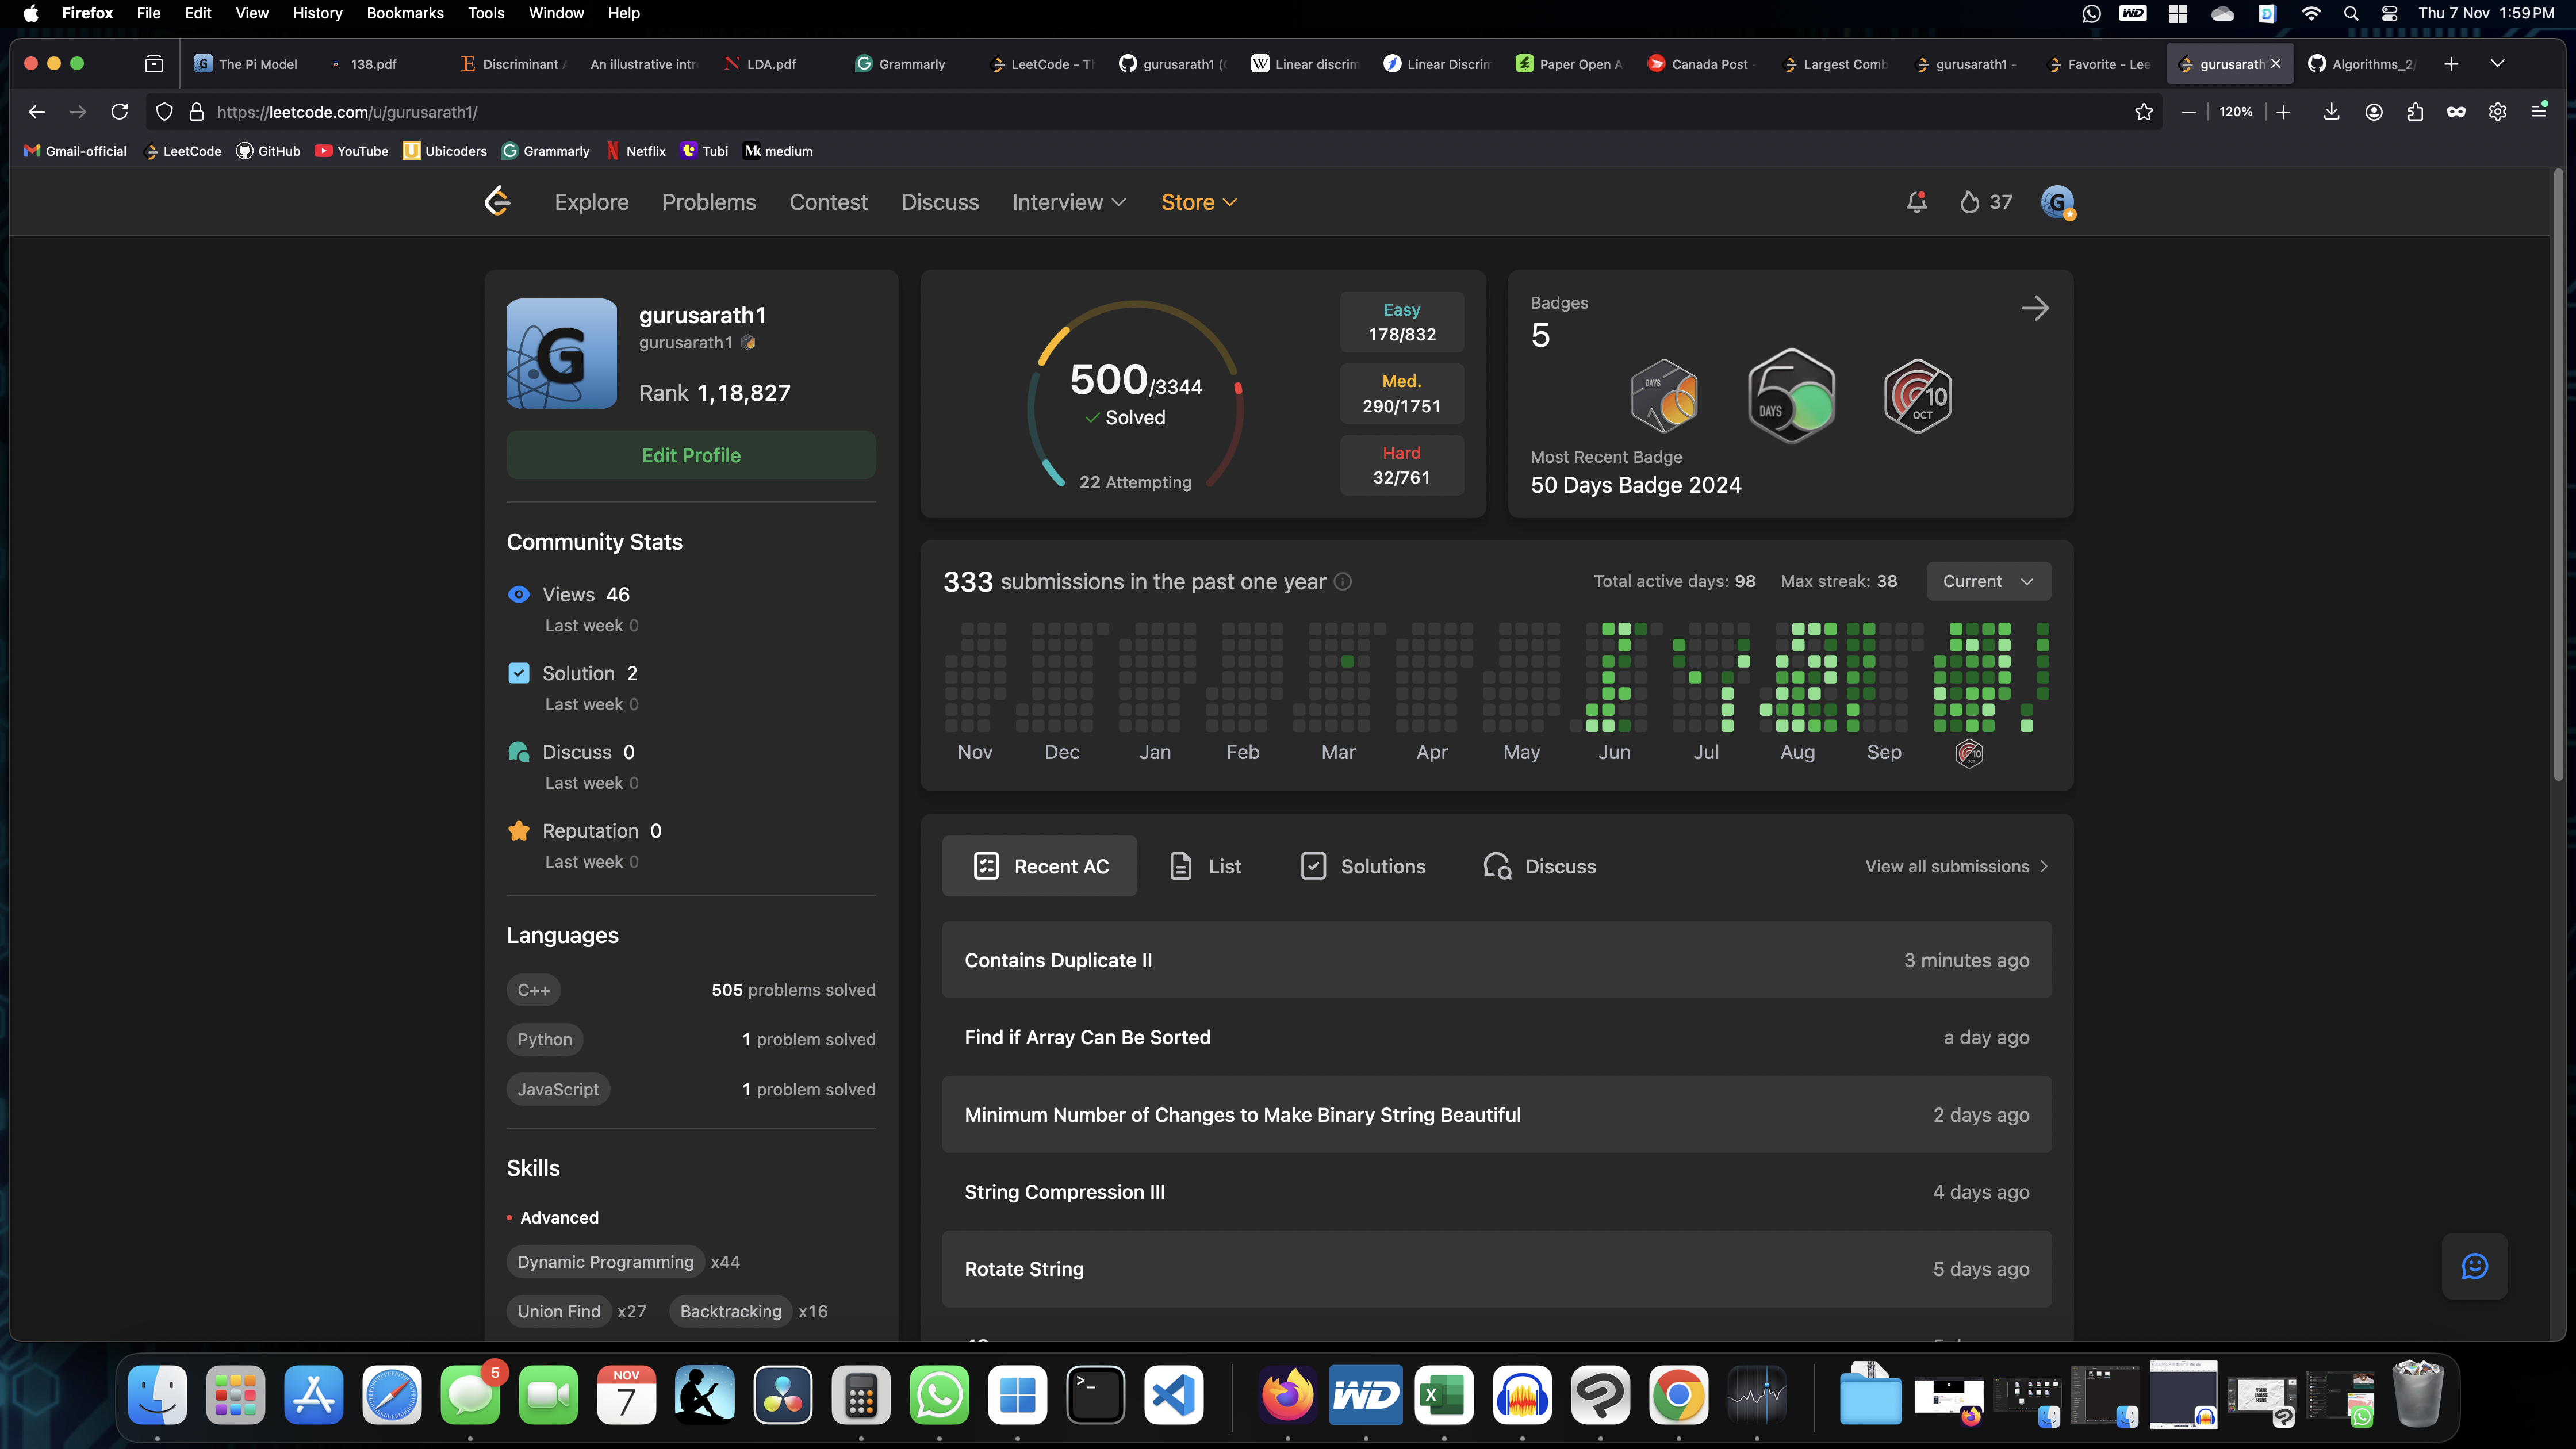 Firefox File Edit View History Bookmarks Tools Window Help
WD
Thu 7 Nov 1:59 PM
The Pi Model
138.pdf
Discriminant
An illustrative intr
LDA.pdf
Grammarly
LeetCode - Th
gurusarath1 (
Linear discrim
Linear Discrim
Paper Open A
Canada Post -
Largest Comb
gurusarath1 -
Favorite - Lee
gurusarath
Algorithms_2/
https://leetcode.com/u/gurusarath1/
120%
Gmail-official LeetCode GitHub YouTube Ubicoders Grammarly Netflix Tubi medium
Explore Problems Contest Discuss Interview Store
37
G
G
gurusarath1
gurusarath1
Rank 1,18,827
Edit Profile
Community Stats
Views 46
Last week 0
Solution 2
Last week 0
Discuss 0
Last week 0
Reputation 0
Last week 0
Languages
C++ 505 problems solved
Python 1 problem solved
JavaScript 1 problem solved
Skills
Advanced
Dynamic Programming x44
Union Find x27 Backtracking x16
500/3344
Solved
22 Attempting
Easy
178/832
Med.
290/1751
Hard
32/761
Badges
5
DAYS
50
DAYS
10
OCT
Most Recent Badge
50 Days Badge 2024
333 submissions in the past one year
Total active days: 98 Max streak: 38
Current
Nov Dec Jan Feb Mar Apr May Jun Jul Aug Sep
Recent AC List Solutions Discuss
View all submissions
Contains Duplicate II 3 minutes ago
Find if Array Can Be Sorted a day ago
Minimum Number of Changes to Make Binary String Beautiful 2 days ago
String Compression III 4 days ago
Rotate String 5 days ago
5
NOV
7
WD
X